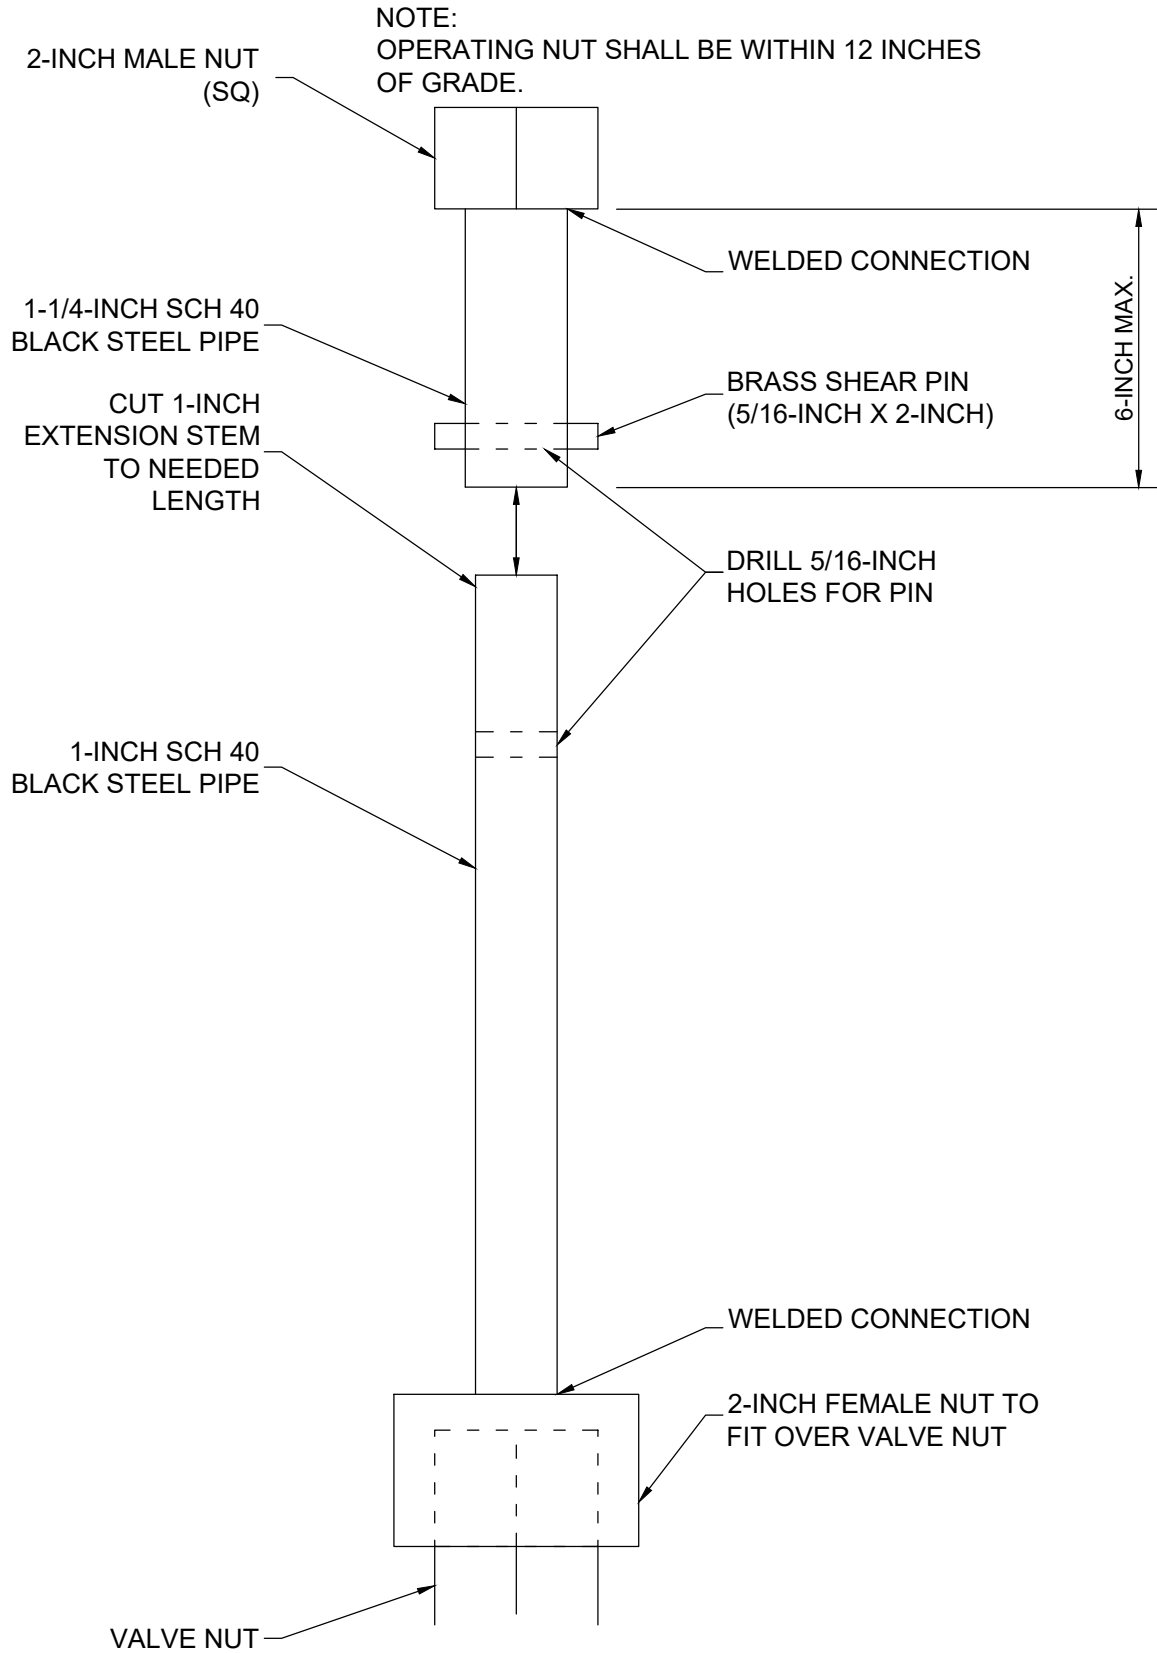 NOTE:
OPERATING NUT SHALL BE WITHIN 12 INCHES
OF GRADE.
2-INCH MALE NUT
(SQ)
WELDED CONNECTION
6-INCH MAX.
1-1/4-INCH SCH 40
BLACK STEEL PIPE
BRASS SHEAR PIN
(5/16-INCH X 2-INCH)
CUT 1-INCH
EXTENSION STEM
TO NEEDED
LENGTH
DRILL 5/16-INCH
HOLES FOR PIN
1-INCH SCH 40
BLACK STEEL PIPE
WELDED CONNECTION
2-INCH FEMALE NUT TO
FIT OVER VALVE NUT
VALVE NUT